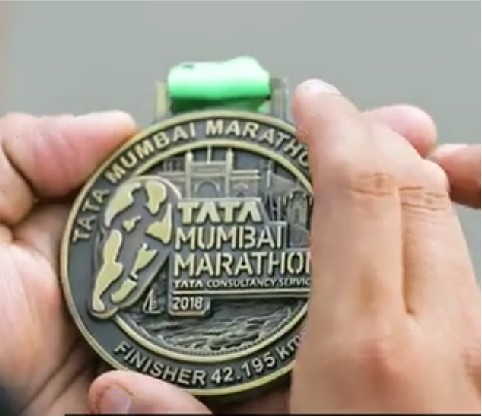 TATA MUMBAI MARATHO
TATA
MUMBAI
MARATHON
TATA CONSULTANCY SERVIC
2018
FINISHER 42.195 km